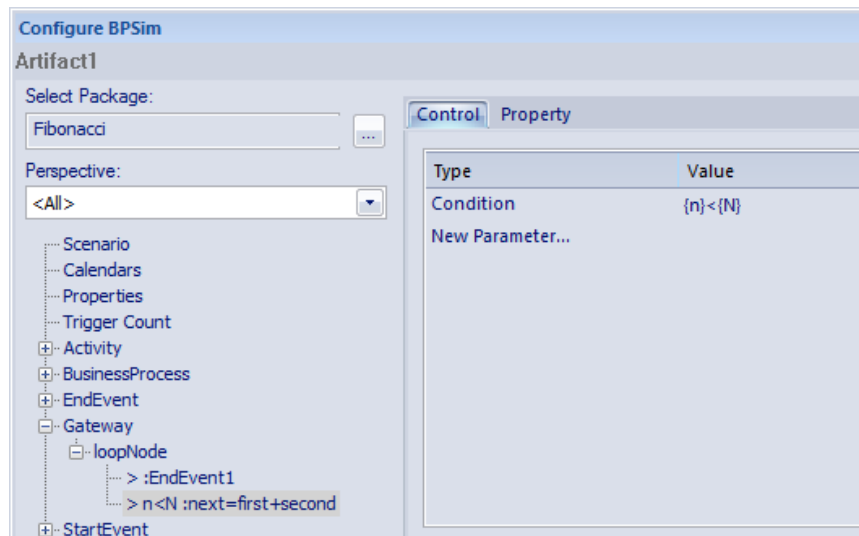 Configure BPSim
Artifact1
Select Package:
Fibonacci
...
Perspective:
<All>
Scenario
Calendars
Properties
Trigger Count
Activity
BusinessProcess
EndEvent
Gateway
loopNode
> :EndEvent1
> n<N :next=first+second
StartEvent
Control Property
Type Value
Condition {n}<{N}
New Parameter...